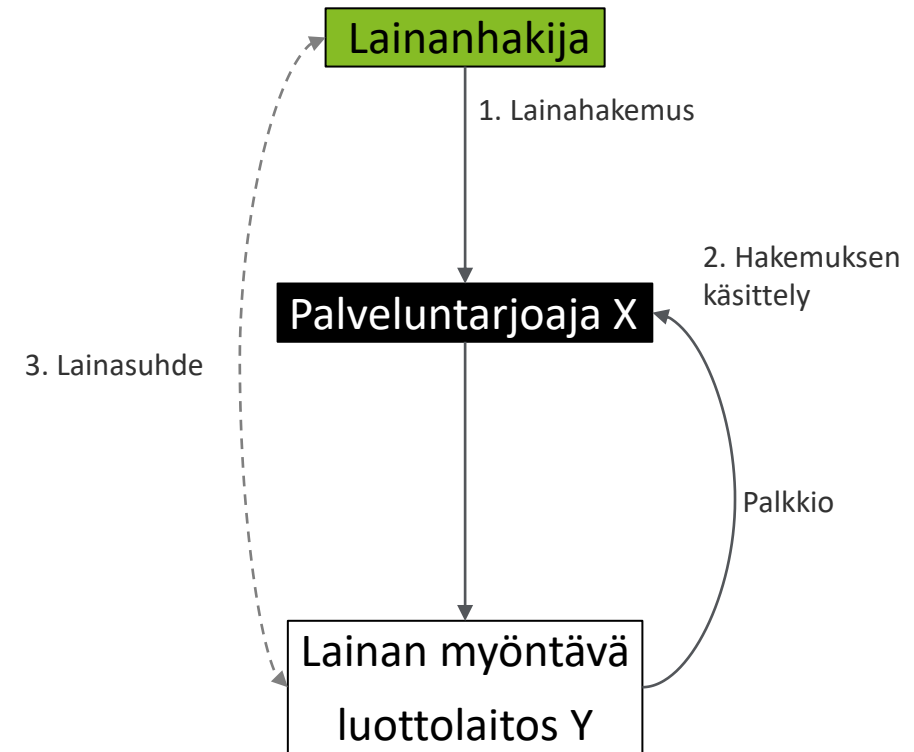 Lainanhakija
1. Lainahakemus
2. Hakemuksen
käsittely
Palveluntarjoaja X
3. Lainasuhde
Palkkio
Lainan myöntävä
luottolaitos Y